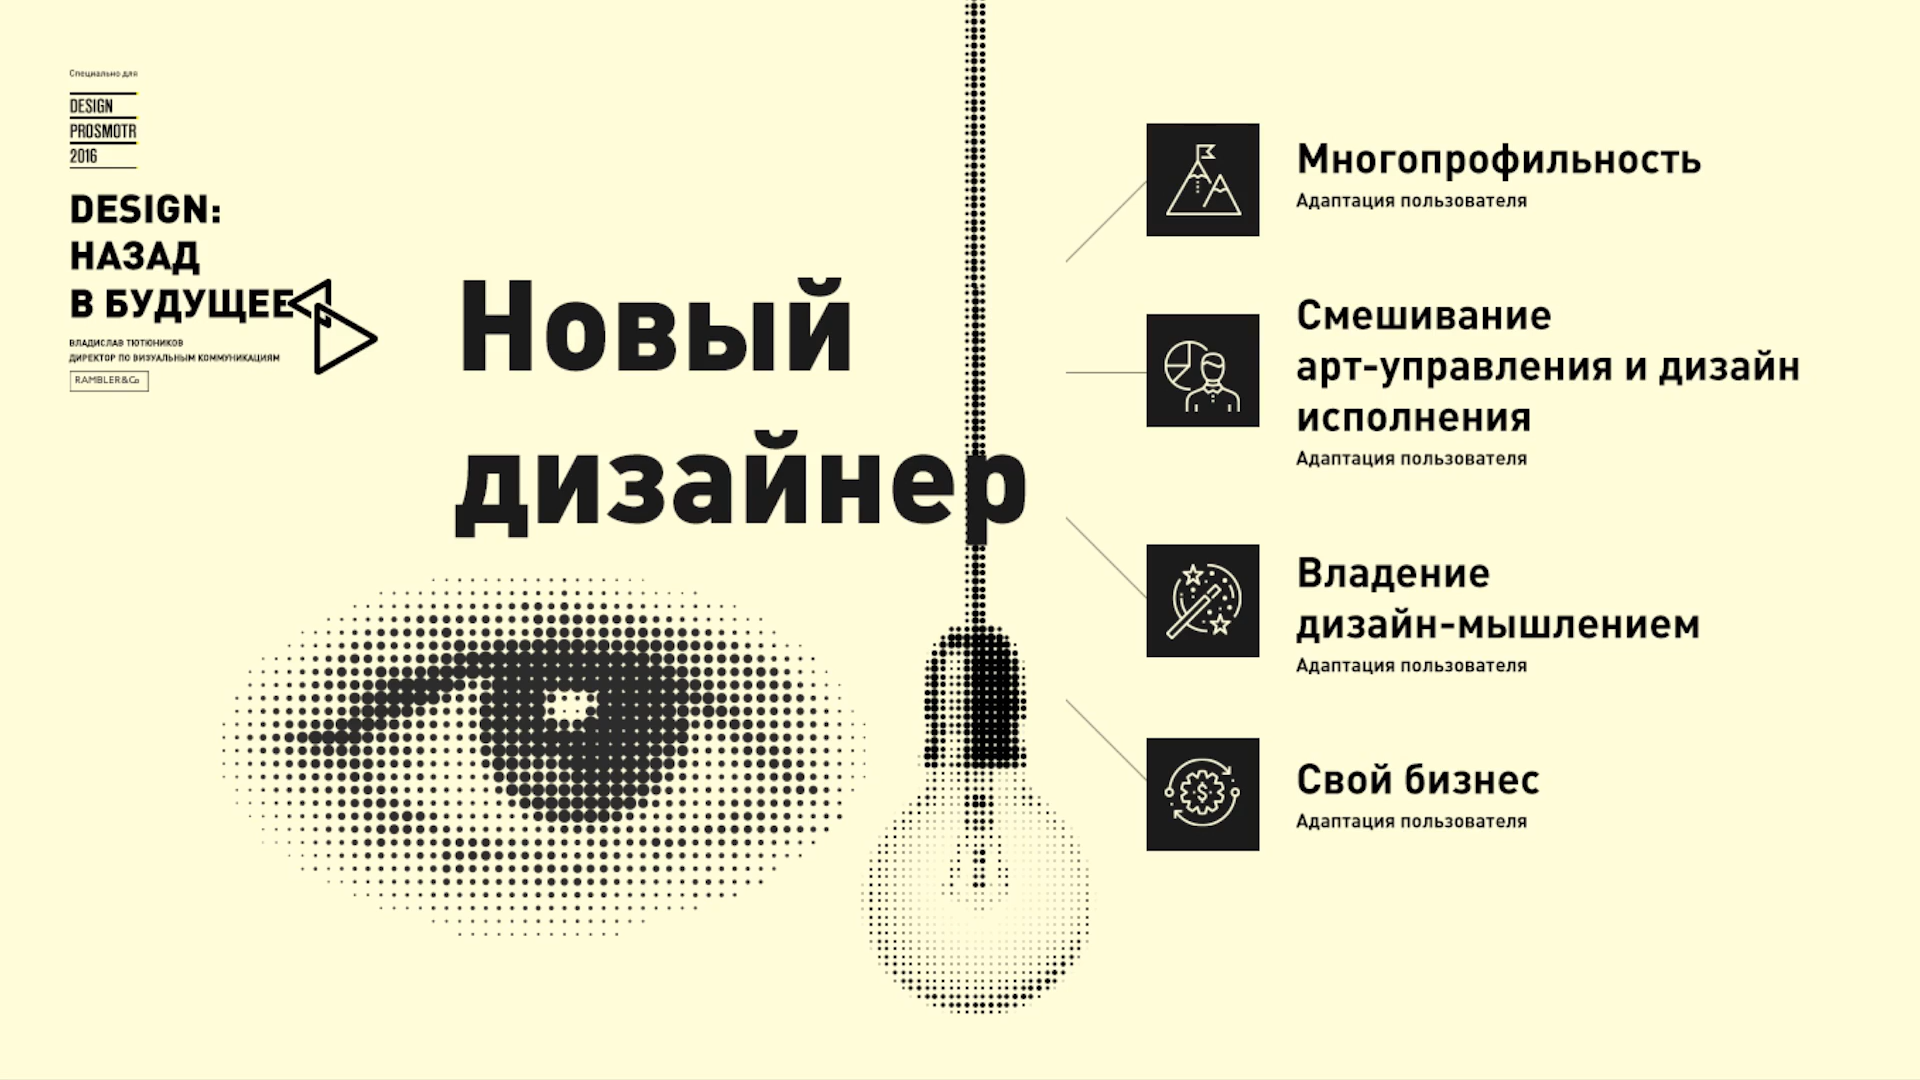 Специально для
DESIGN
PROSMOTR
2016
DESIGN:
НАЗАД
В БУДУЩЕЕ
ВЛАДИСЛАВ ТЮТЮНИКОВ
ДИРЕКТОР ПО ВИЗУАЛЬНЫМ КОММУНИКАЦИЯМ
RAMBLER&Co
Новый
дизайнер
Многопрофильность
Адаптация пользователя
Смешивание
арт-управления и дизайн
исполнения
Адаптация пользователя
Владение
дизайн-мышлением
Адаптация пользователя
$
Свой бизнес
Адаптация пользователя